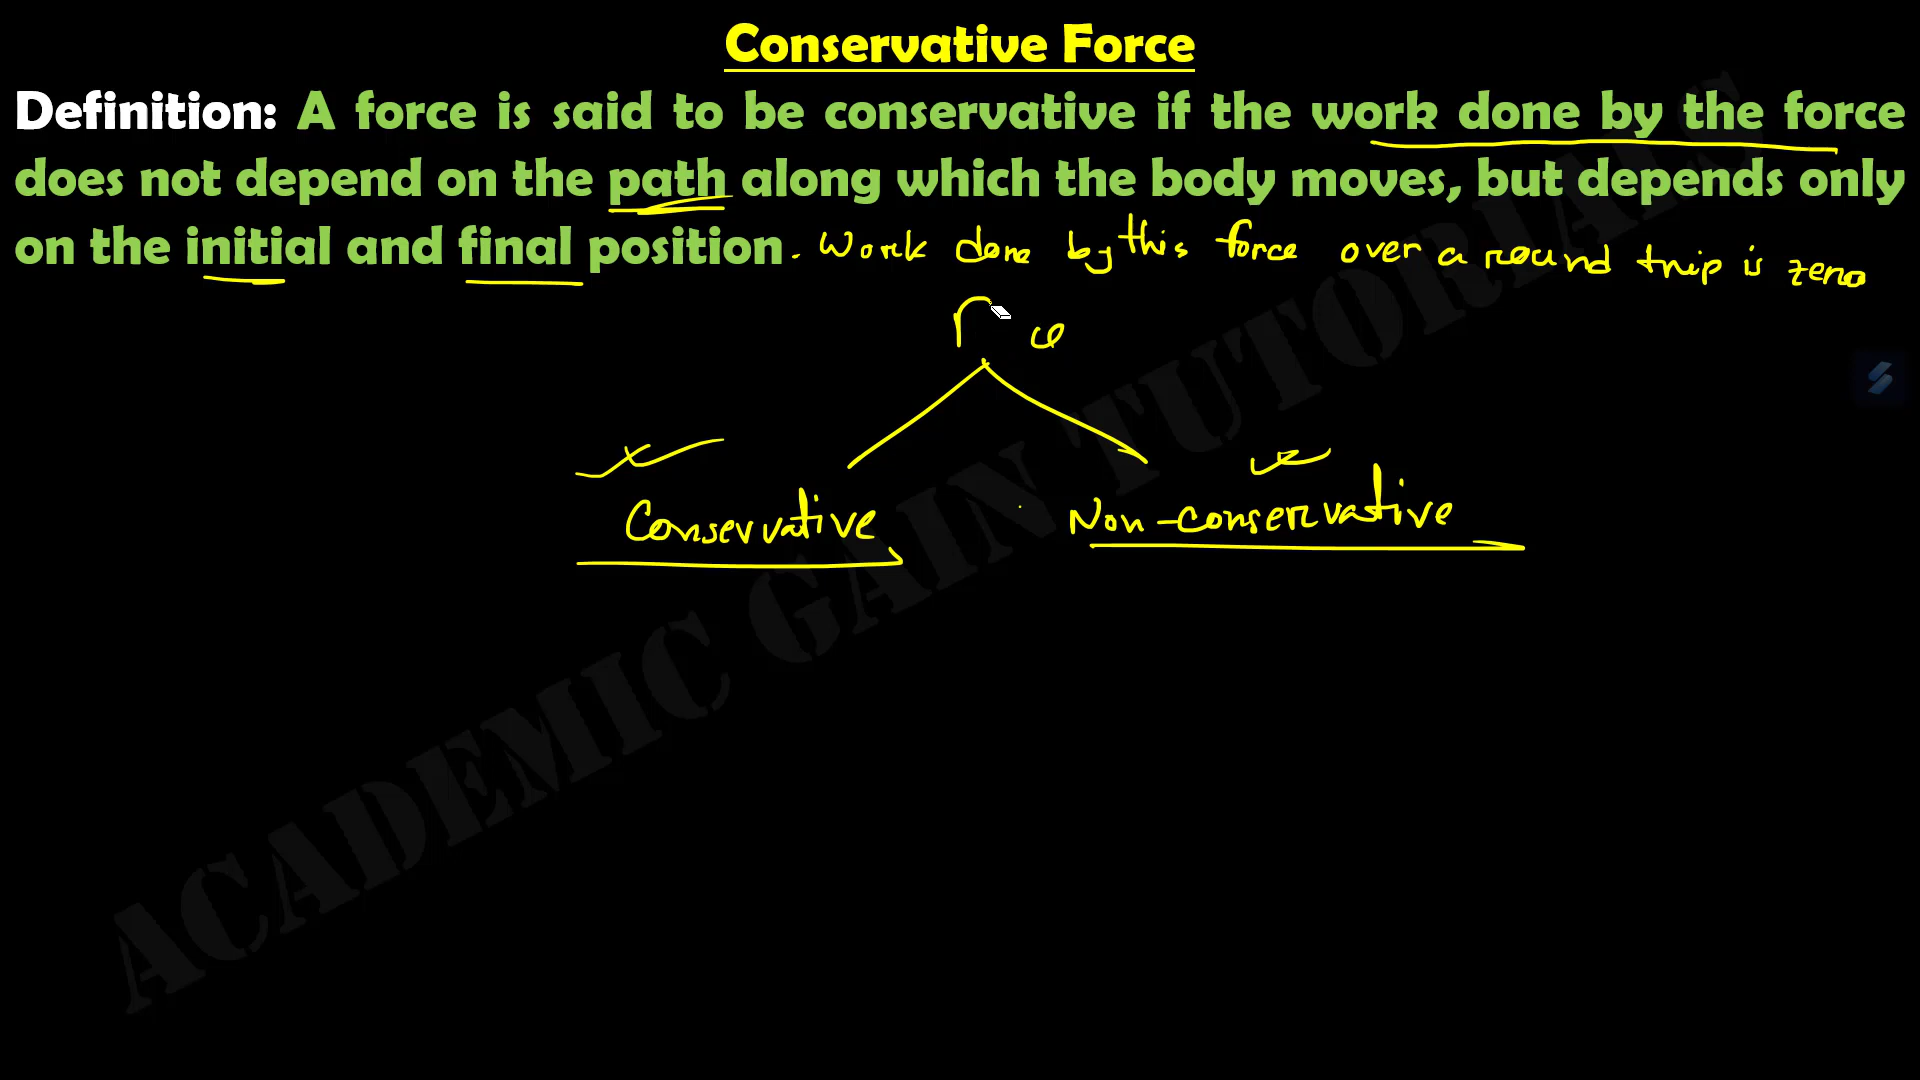 Conservative Force
Definition: A force is said to be conservative if the work done by the force
does not depend on the path along which the body moves, but depends only
on the initial and final position. Work done by this force over a round trip is zero
Conservative Non-conservative
ACADEMIC GAIN TUTORIALS